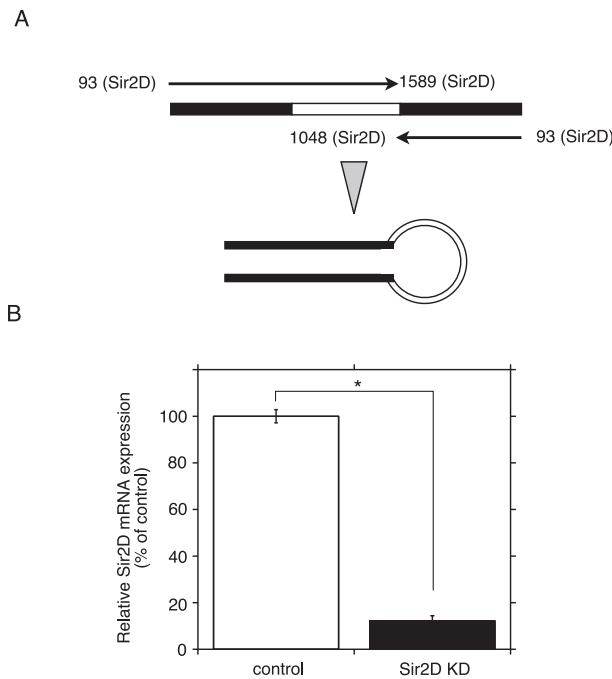 A
93 (Sir2D) 1589 (Sir2D)
1048 (Sir2D) 93 (Sir2D)
B
Relative Sir2D mRNA expression
(% of control)
*
100
80
60
40
20
0
control Sir2D KD